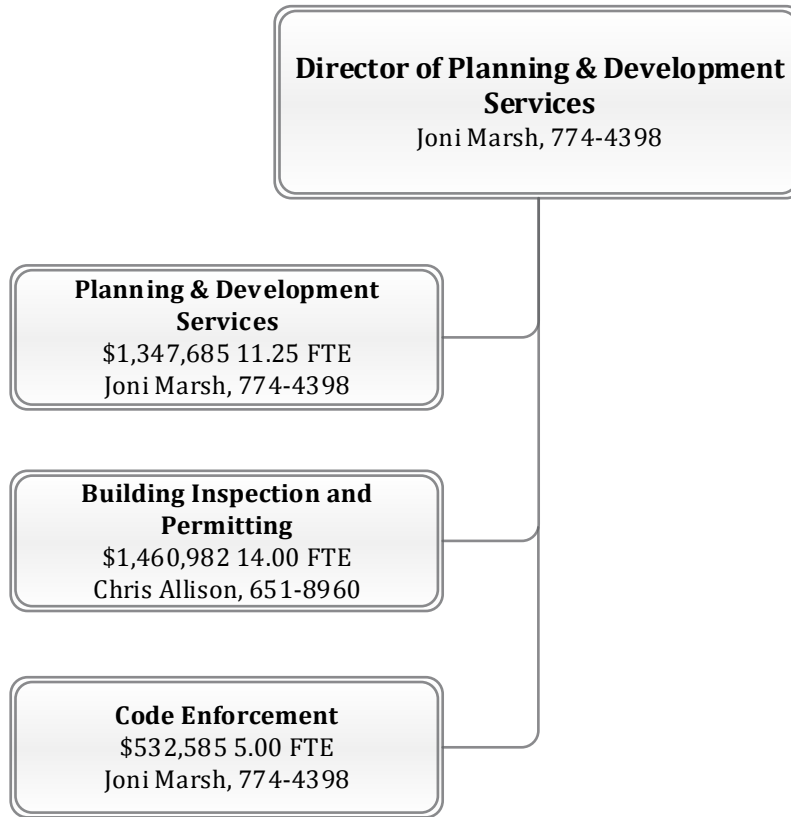 Director of Planning & Development
Services
Joni Marsh, 774-4398
Planning & Development
Services
$1,347,685 11.25 FTE
Joni Marsh, 774-4398
Building Inspection and
Permitting
$1,460,982 14.00 FTE
Chris Allison, 651-8960
Code Enforcement
$532,585 5.00 FTE
Joni Marsh, 774-4398